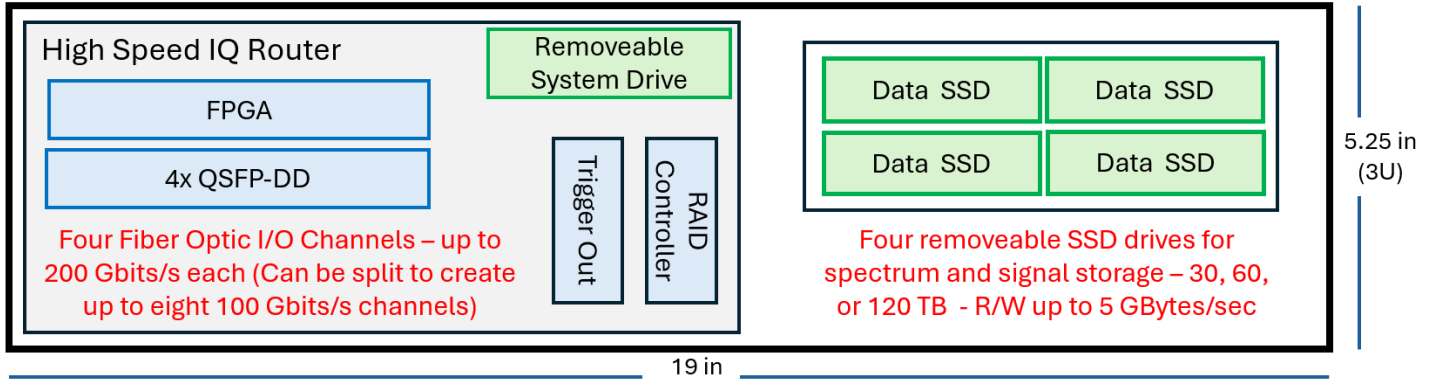 High Speed IQ Router
Removeable
System Drive
FPGA
4x QSFP-DD
Trigger Out
RAID
Controller
Four Fiber Optic I/O Channels – up to
200 Gbits/s each (Can be split to create
up to eight 100 Gbits/s channels)
Data  SSD
Data  SSD
Data  SSD
Data  SSD
Four removeable SSD drives for
spectrum and signal storage – 30, 60,
or 120 TB  - R/W up to 5 GBytes/sec
5.25 in
(3U)
19 in